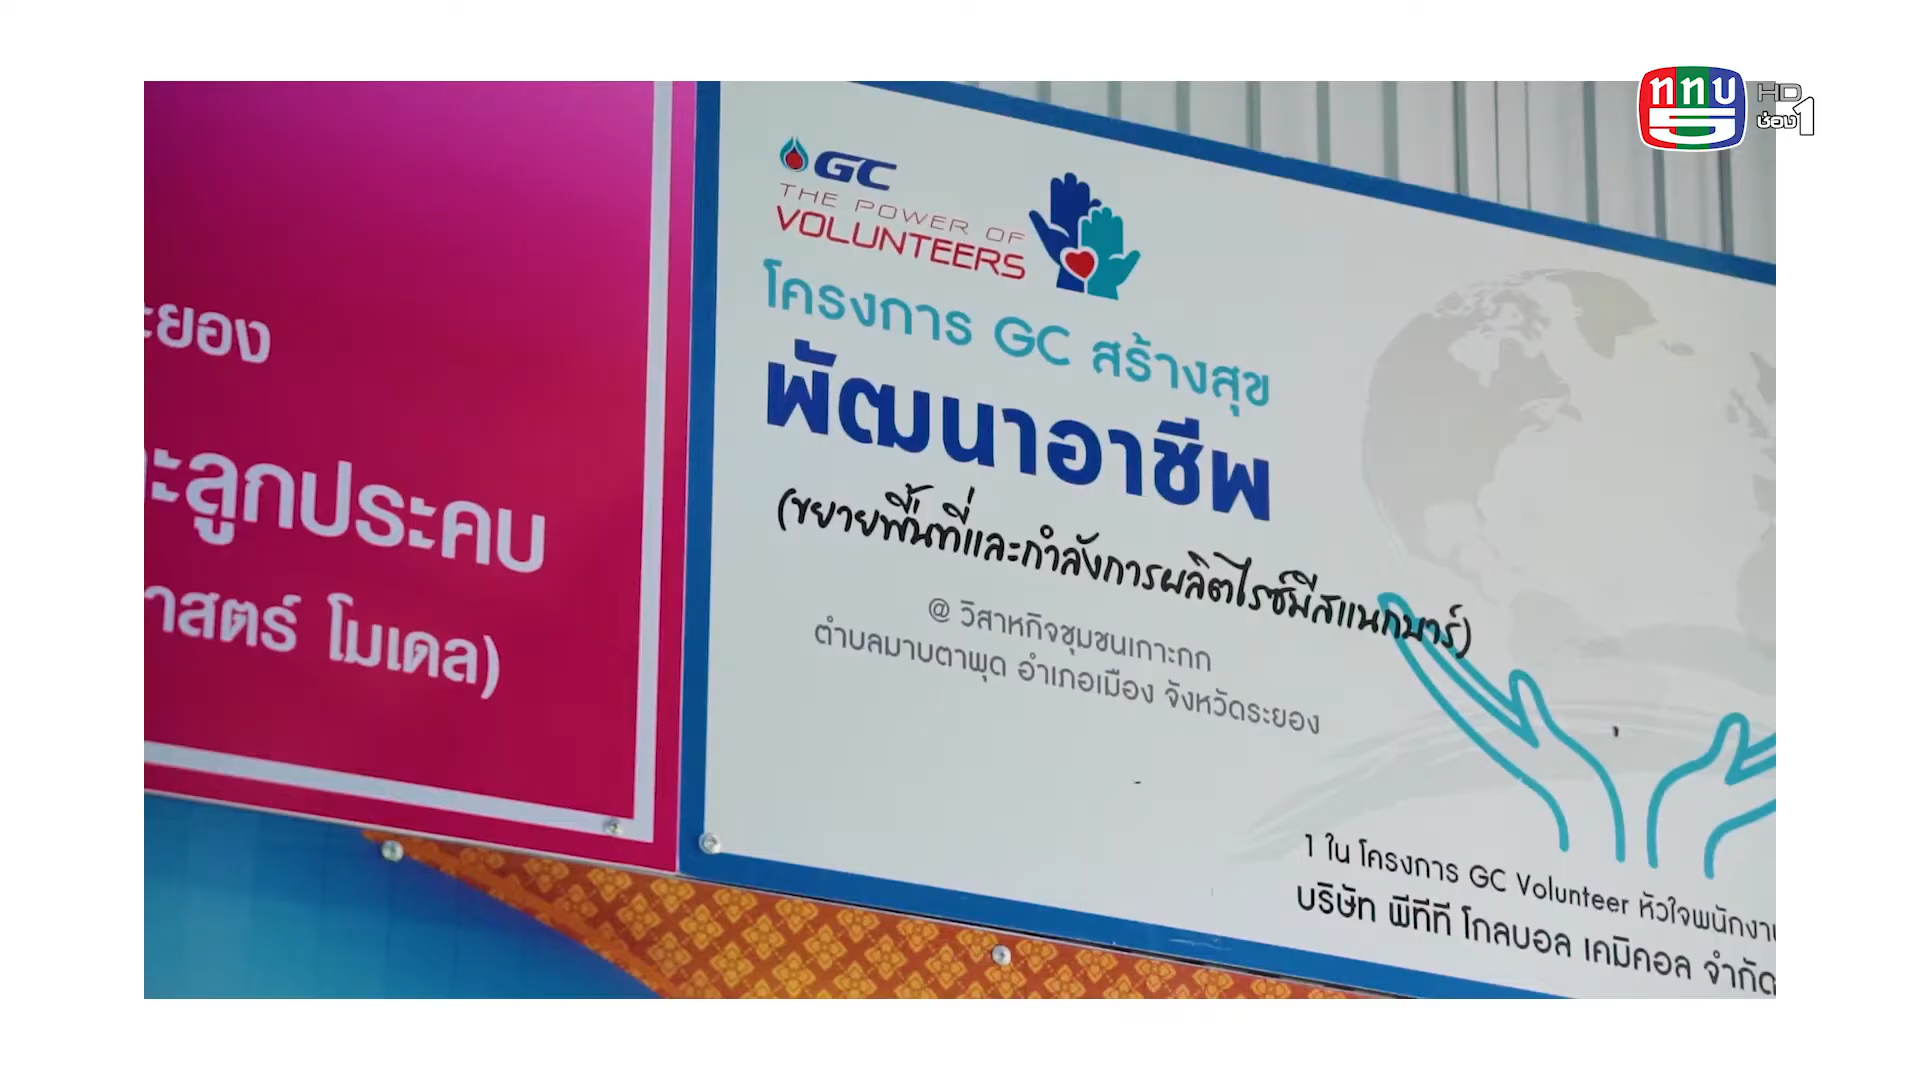 ททบ
5
HD
ช่อง1
ะยอง
ะลูกประคบ
าสตร์ โมเดล)
GC
THE POWER OF
VOLUNTEERS
โครงการ GC สร้างสุข
พัฒนาอาชีพ
(ขยายพื้นที่และกำลังการผลิตไรซ์มีสแนกบาร์)
@ วิสาหกิจชุมชนเกาะกก
ตำบลมาบตาพุด อำเภอเมือง จังหวัดระยอง
1 ใน โครงการ GC Volunteer หัวใจพนักงาน
บริษัท พีทีที โกลบอล เคมิคอล จำกัด